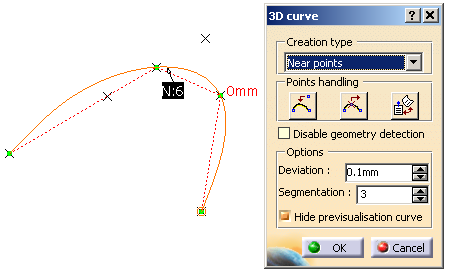 3D curve
Creation type
Near points
Points handling
N:6
0mm
Disable geometry detection
Options
Deviation : 0.1mm
Segmentation : 3
Hide previsualisation curve
OK Cancel